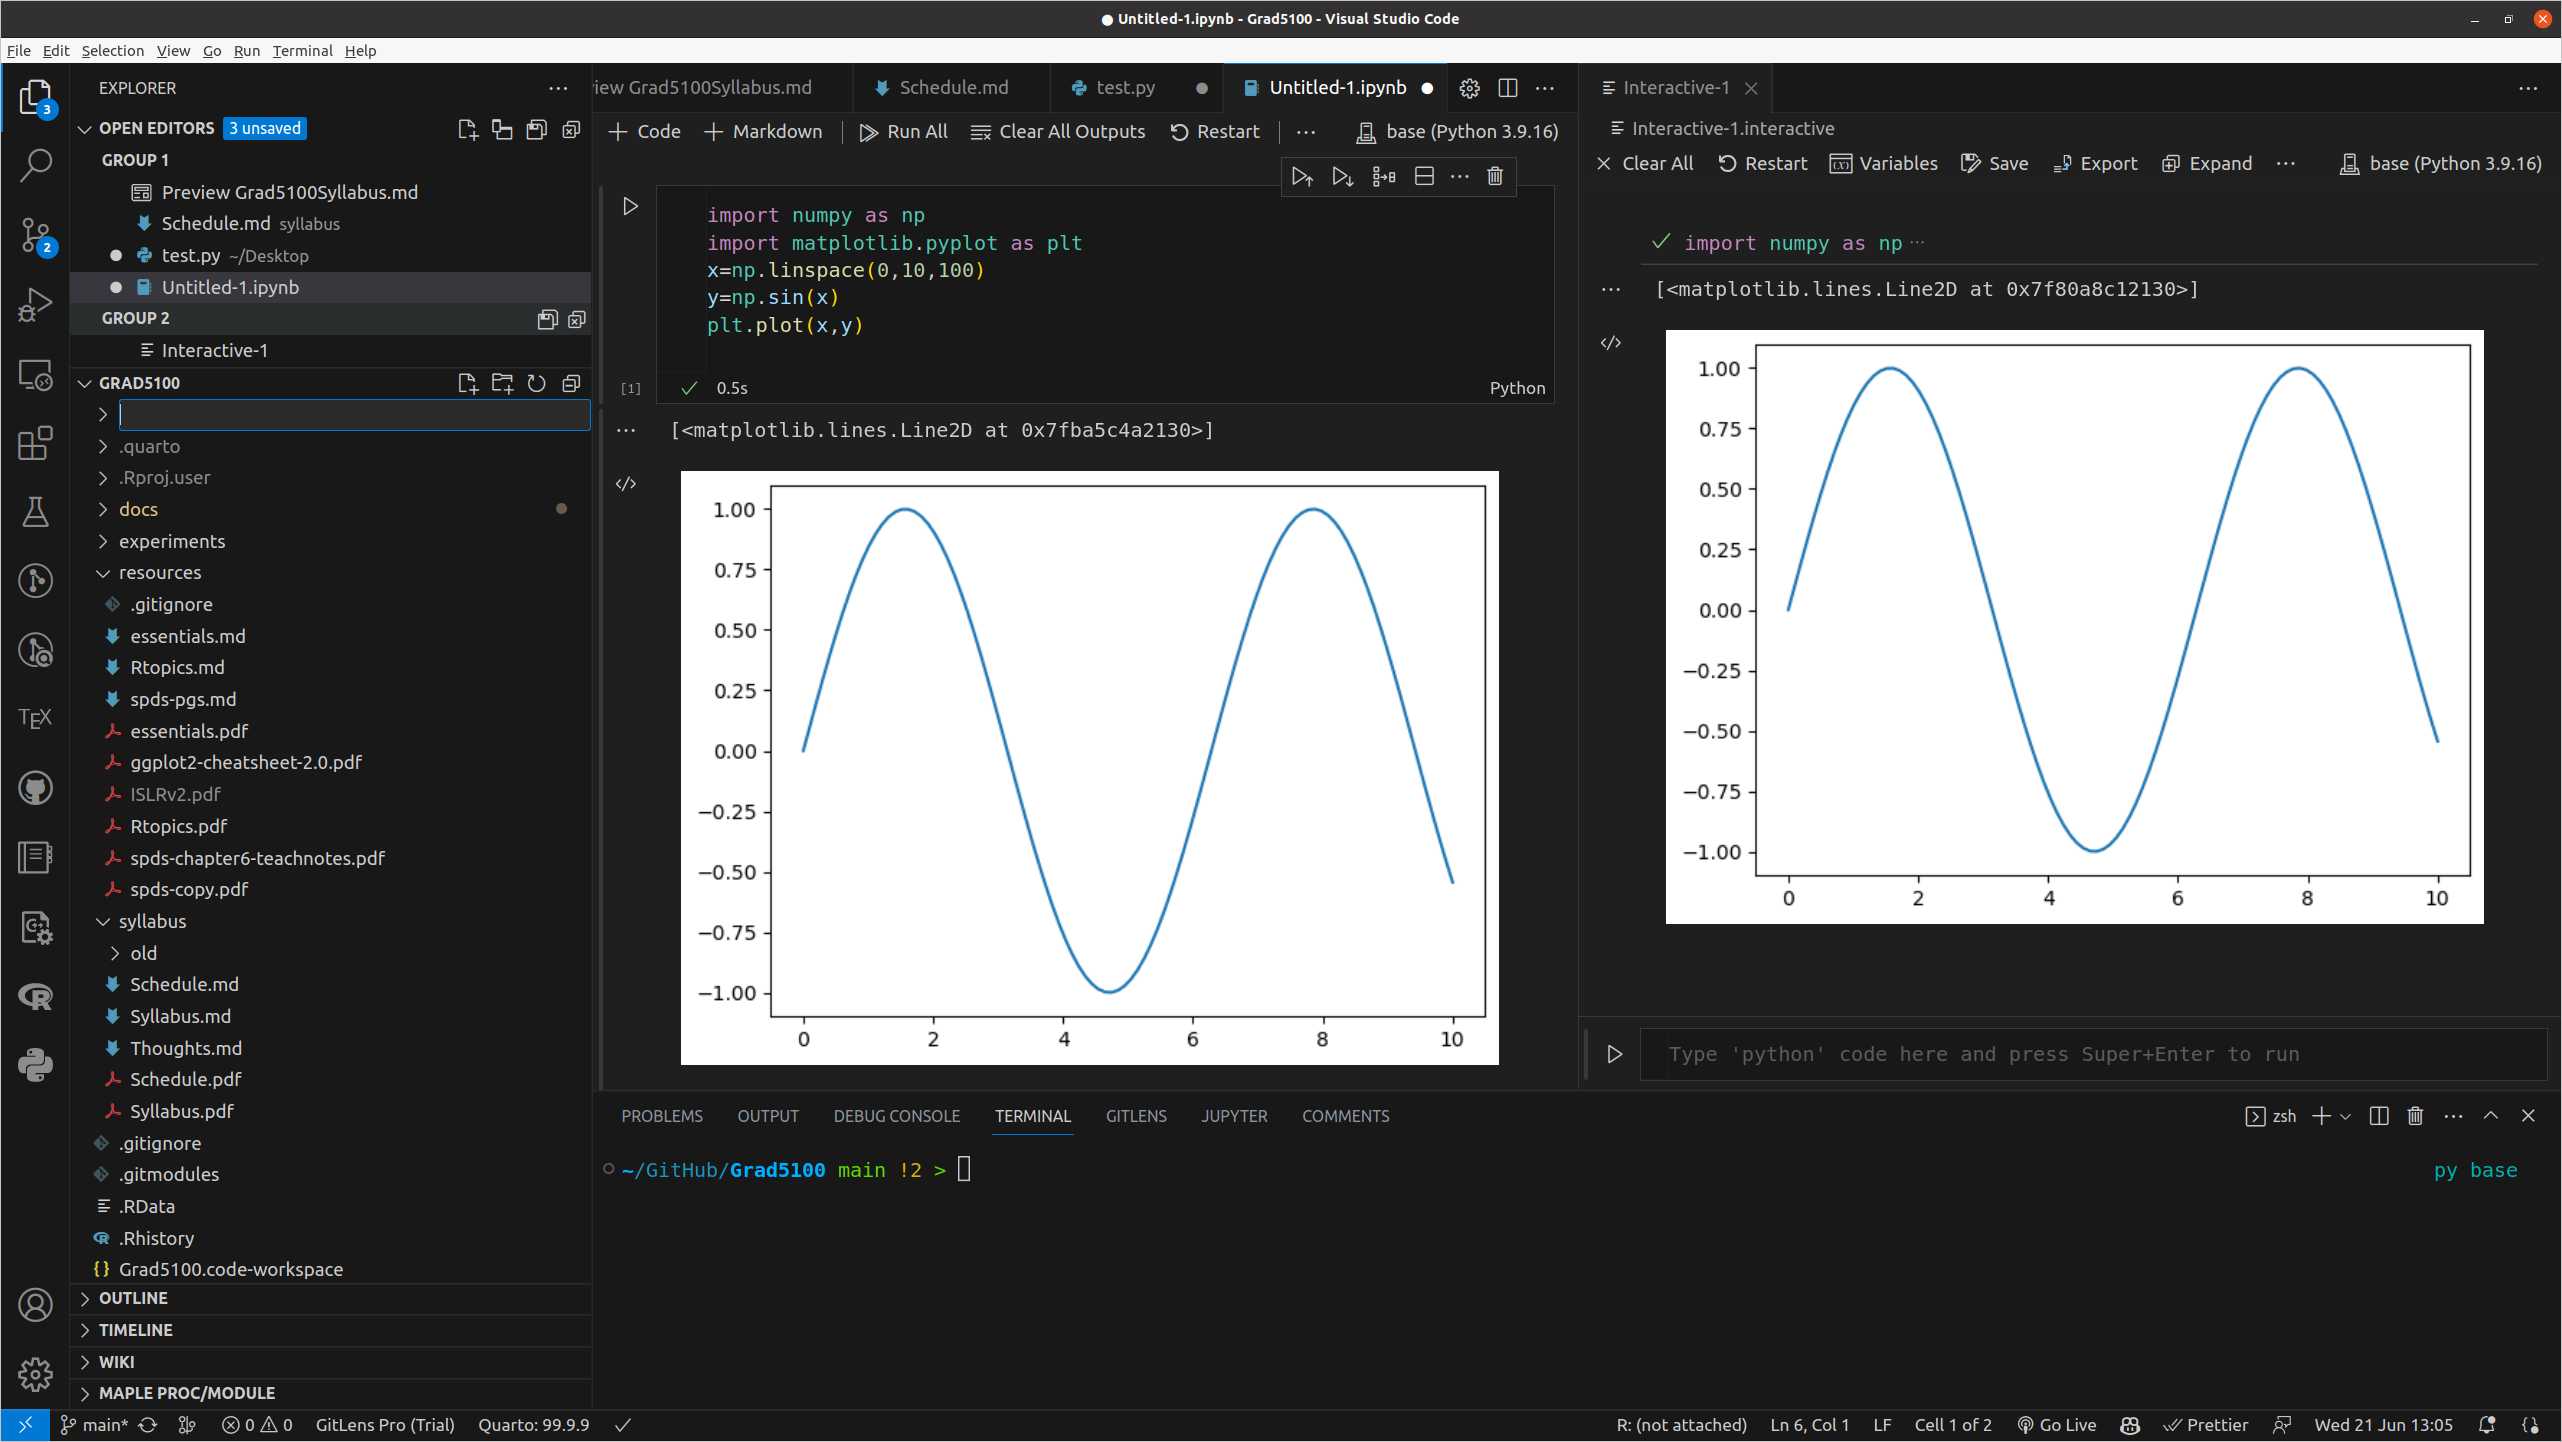 ● Untitled-1.ipynb - Grad5100 - Visual Studio Code
File Edit Selection View Go Run Terminal Help
EXPLORER
OPEN EDITORS 3 unsaved
GROUP 1
Preview Grad5100Syllabus.md
Schedule.md syllabus
test.py ~/Desktop
Untitled-1.ipynb
GROUP 2
Interactive-1
GRAD5100
.quarto
.Rproj.user
docs
experiments
resources
.gitignore
essentials.md
Rtopics.md
spds-pgs.md
essentials.pdf
ggplot2-cheatsheet-2.0.pdf
ISLRv2.pdf
Rtopics.pdf
spds-chapter6-teachnotes.pdf
spds-copy.pdf
syllabus
old
Schedule.md
Syllabus.md
Thoughts.md
Schedule.pdf
Syllabus.pdf
.gitignore
.gitmodules
.RData
.Rhistory
Grad5100.code-workspace
OUTLINE
TIMELINE
WIKI
MAPLE PROC/MODULE
3
2
TEX
iew Grad5100Syllabus.md Schedule.md test.py Untitled-1.ipynb
Code Markdown Run All Clear All Outputs Restart base (Python 3.9.16)
import numpy as np
import matplotlib.pyplot as plt
x=np.linspace(0,10,100)
y=np.sin(x)
plt.plot(x,y)
[1] 0.5s Python
[<matplotlib.lines.Line2D at 0x7fba5c4a2130>]
1.00
0.75
0.50
0.25
0.00
−0.25
−0.50
−0.75
−1.00
0 2 4 6 8 10
Interactive-1
Interactive-1.interactive
Clear All Restart Variables Save Export Expand base (Python 3.9.16)
import numpy as np ...
[<matplotlib.lines.Line2D at 0x7f80a8c12130>]
1.00
0.75
0.50
0.25
0.00
−0.25
−0.50
−0.75
−1.00
0 2 4 6 8 10
Type 'python' code here and press Super+Enter to run
PROBLEMS OUTPUT DEBUG CONSOLE TERMINAL GITLENS JUPYTER COMMENTS zsh
~/GitHub/Grad5100 main !2 > py base
main* 0 0 GitLens Pro (Trial) Quarto: 99.9.9 R: (not attached) Ln 6, Col 1 LF Cell 1 of 2 Go Live Prettier Wed 21 Jun 13:05